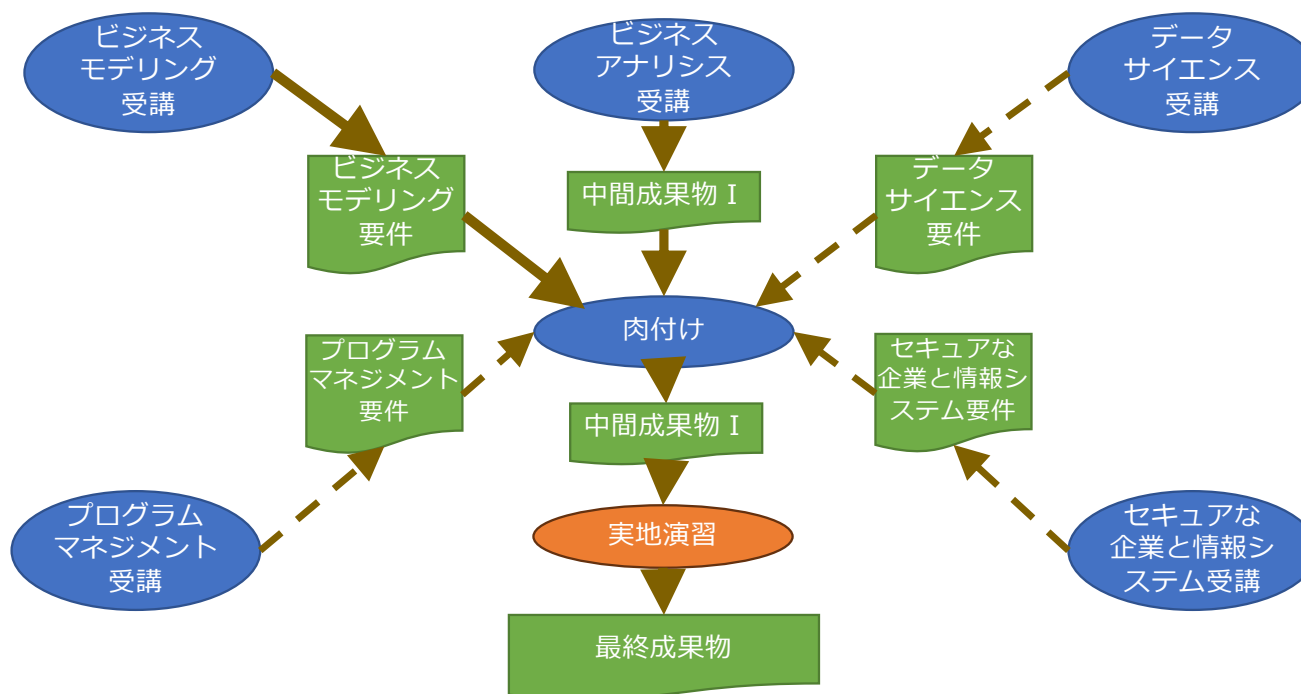 ビジネス
モデリング
受講
ビジネス
アナリシス
受講
データ
サイエンス
受講
ビジネス
モデリング
要件
中間成果物Ⅰ
データ
サイエンス
要件
肉付け
プログラム
マネジメント
要件
セキュアな
企業と情報シ
ステム要件
中間成果物Ⅰ
プログラム
マネジメント
受講
実地演習
セキュアな
企業と情報シ
ステム受講
最終成果物